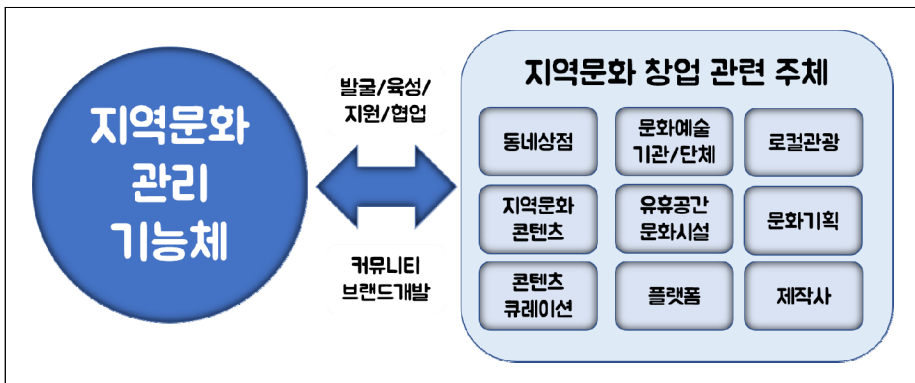 지역문화
관리
기능체
발굴/육성/
지원/협업
커뮤니티
브랜드개발
지역문화 창업 관련 주체
동네상점
문화예술
기관/단체
로컬관광
지역문화
콘텐츠
유휴공간
문화시설
문화기획
콘텐츠
큐레이션
플랫폼
제작사